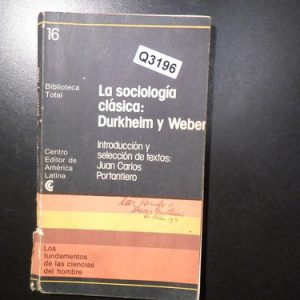 16
Q3196
Biblioteca
Total
La sociología
clásica:
Durkheim y Weber
Introducción y
selección de textos:
Juan Carlos
Portantiero
Centro
Editor de
América
Latina
Los
fundamentos
de las ciencias
del hombre